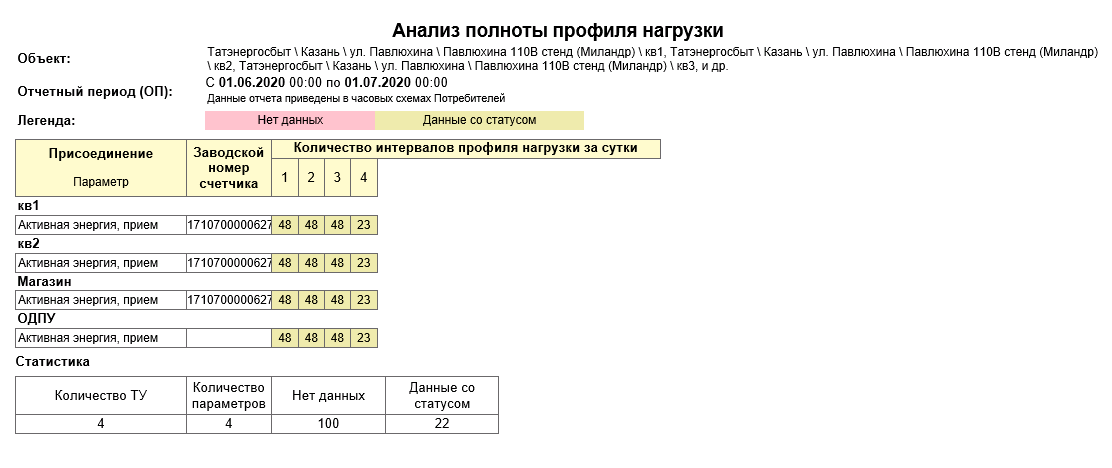 Анализ полноты профиля нагрузки
Объект:
Татэнергосбыт \ Казань \ ул. Павлюхина \ Павлюхина 110В стенд (Миландр) \ кв1, Татэнергосбыт \ Казань \ ул. Павлюхина \ Павлюхина 110В стенд (Миландр)
\ кв2, Татэнергосбыт \ Казань \ ул. Павлюхина \ Павлюхина 110В стенд (Миландр) \ кв3, и др.
Отчетный период (ОП):
С 01.06.2020 00:00 по 01.07.2020 00:00
Данные отчета приведены в часовых схемах Потребителей
Легенда:
Нет данных
Данные со статусом
Присоединение
Параметр
Заводской
номер
счетчика
Количество интервалов профиля нагрузки за сутки
1 2 3 4
кв1
Активная энергия, прием 1710700000627 48 48 48 23
кв2
Активная энергия, прием 1710700000627 48 48 48 23
Магазин
Активная энергия, прием 1710700000627 48 48 48 23
ОДПУ
Активная энергия, прием 48 48 48 23
Статистика
Количество ТУ
Количество
параметров
Нет данных
Данные со
статусом
4 4 100 22